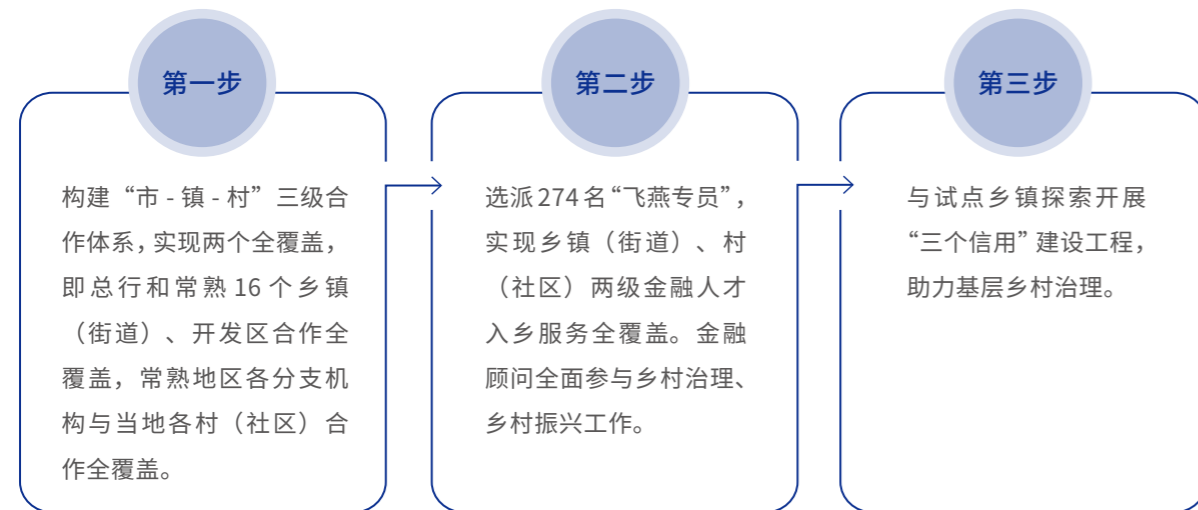 第一步
构建“市 - 镇 - 村”三级合
作体系，实现两个全覆盖，
即总行和常熟 16 个乡镇
（街道）、开发区合作全
覆盖，常熟地区各分支机
构与当地各村（社区）合
作全覆盖。
第二步
选派 274 名“飞燕专员”，
实现乡镇（街道）、村
（社区）两级金融人才
入乡服务全覆盖。金融
顾问全面参与乡村治理、
乡村振兴工作。
第三步
与试点乡镇探索开展
“三个信用”建设工程，
助力基层乡村治理。